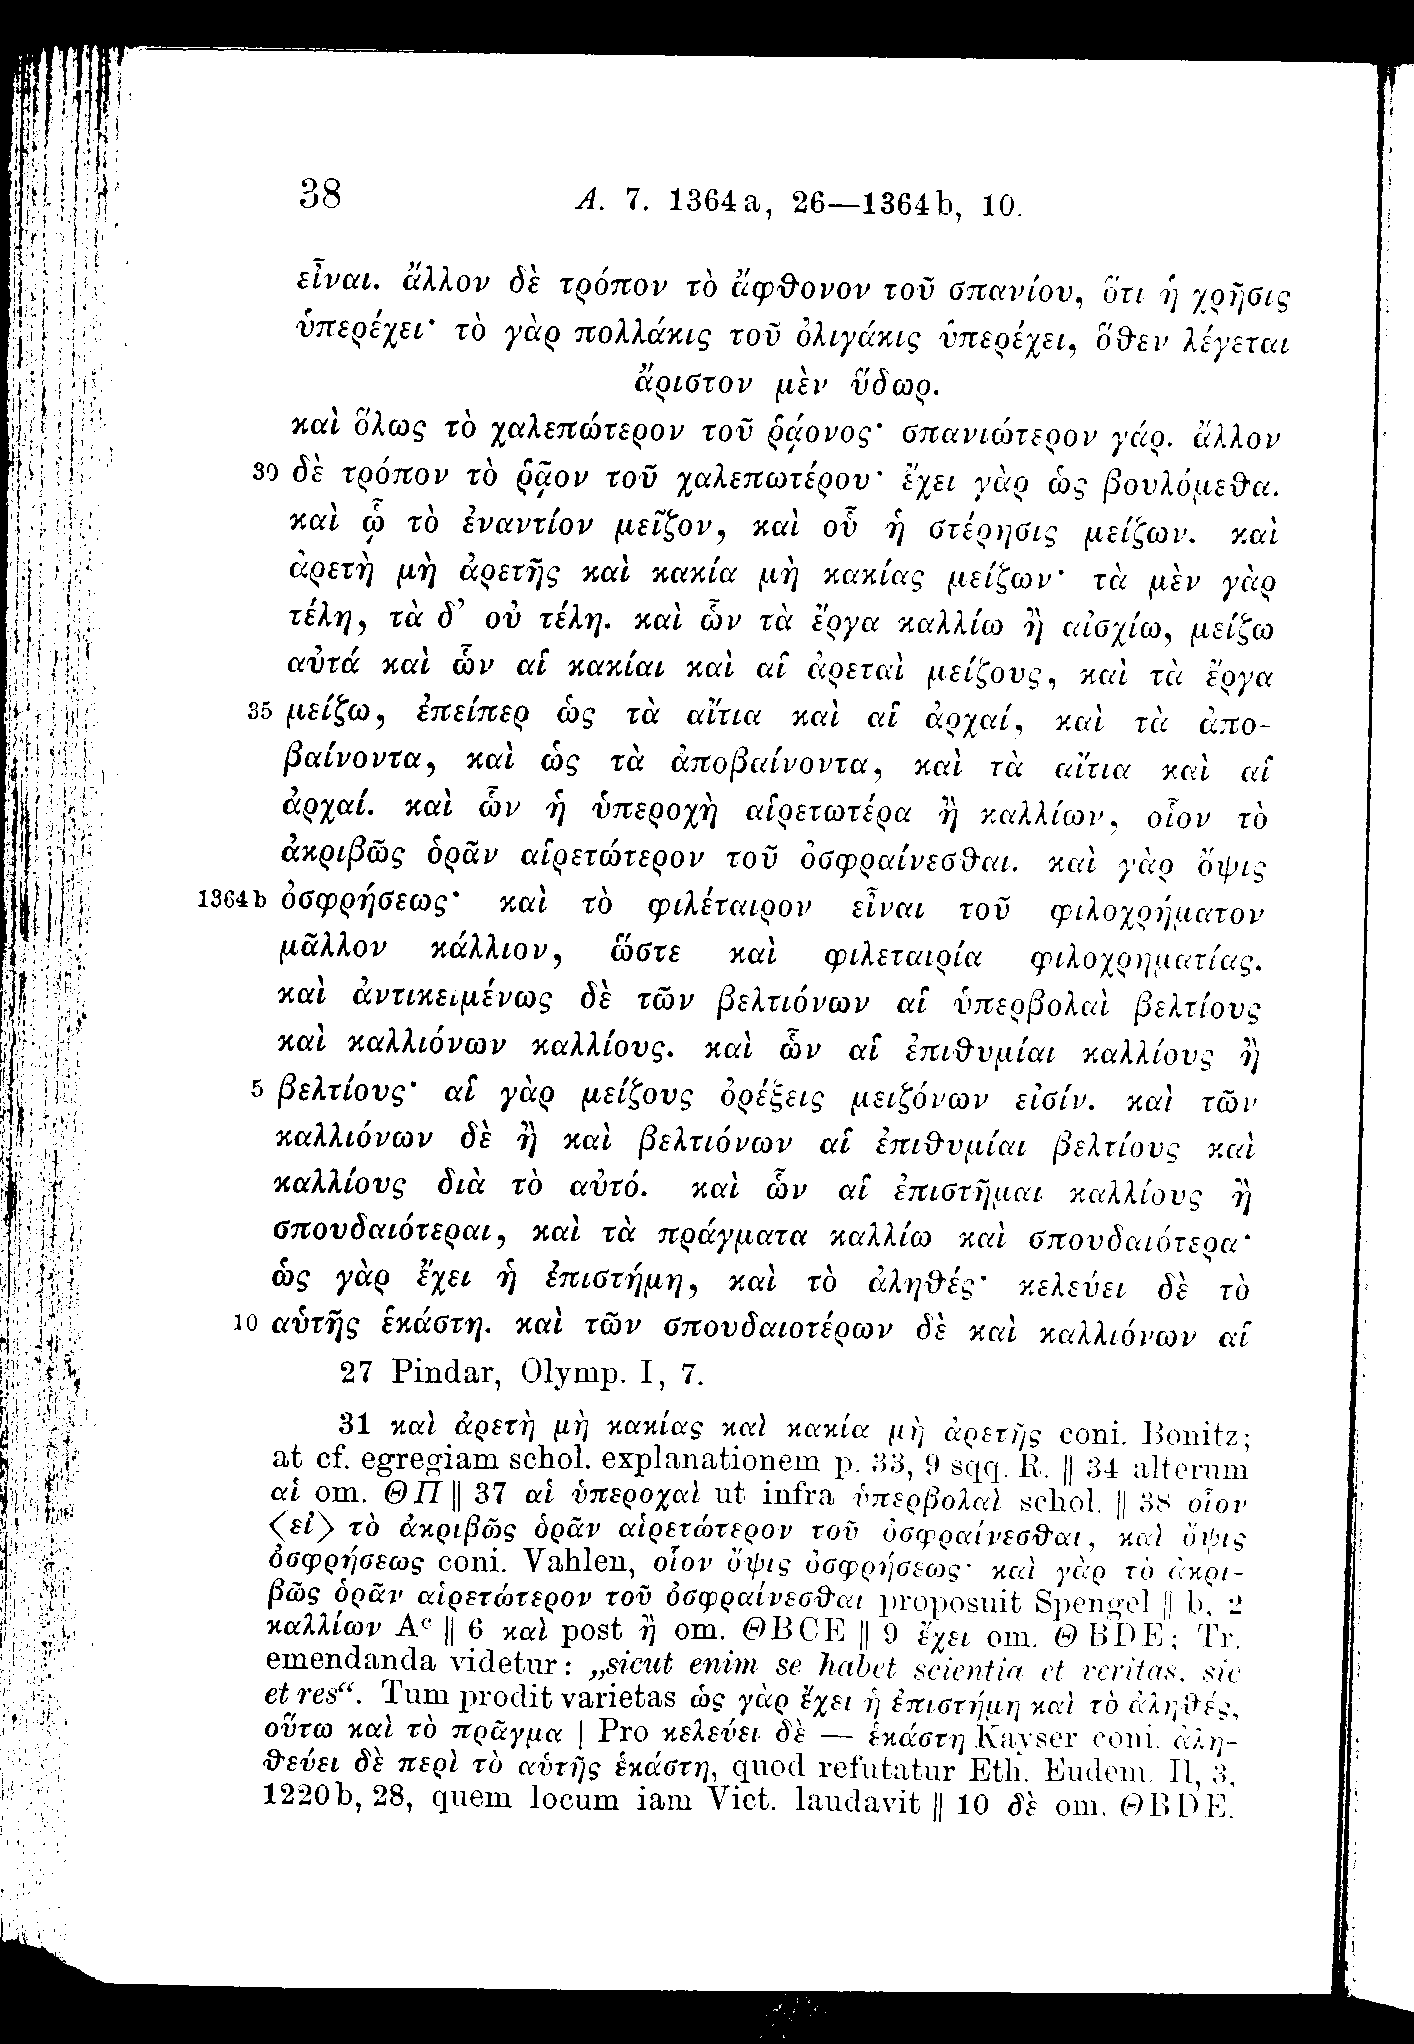 38 A. 7. 1364a, 26—1364b, 10.
εἶναι. ἄλλον δὲ τρόπον τὸ ἄφθονον τοῦ σπανίου, ὅτι ἡ χρῆσις
ὑπερέχει· τὸ γὰρ πολλάκις τοῦ ὀλιγάκις ὑπερέχει, ὅθεν λέγεται
ἄριστον μὲν ὕδωρ.
καὶ ὅλως τὸ χαλεπώτερον τοῦ ῥᾴονος· σπανιώτερον γάρ. ἄλλον
30 δὲ τρόπον τὸ ῥᾷον τοῦ χαλεπωτέρου· ἔχει γὰρ ὡς βουλόμεθα.
καὶ ᾧ τὸ ἐναντίον μεῖζον, καὶ οὗ ἡ στέρησις μείζων. καὶ
ἀρετὴ μὴ ἀρετῆς καὶ κακία μὴ κακίας μείζων· τὰ μὲν γὰρ
τέλη, τὰ δ’ οὐ τέλη. καὶ ὧν τὰ ἔργα καλλίω ἢ αἰσχίω, μείζω
αὐτά καὶ ὧν αἱ κακίαι καὶ αἱ ἀρεταὶ μείζους, καὶ τὰ ἔργα
35 μείζω, ἐπείπερ ὡς τὰ αἴτια καὶ αἱ ἀρχαί, καὶ τὰ ἀπο-
βαίνοντα, καὶ ὡς τὰ ἀποβαίνοντα, καὶ τὰ αἴτια καὶ αἱ
ἀρχαί. καὶ ὧν ἡ ὑπεροχὴ αἱρετωτέρα ἢ καλλίων, οἷον τὸ
ἀκριβῶς ὁρᾶν αἱρετώτερον τοῦ ὀσφραίνεσθαι. καὶ γὰρ ὄψις
1364b ὀσφρήσεως· καὶ τὸ φιλέταιρον εἶναι τοῦ φιλοχρήματον
μᾶλλον κάλλιον, ὥστε καὶ φιλεταιρία φιλοχρηματίας.
καὶ ἀντικειμένως δὲ τῶν βελτιόνων αἱ ὑπερβολαὶ βελτίους
καὶ καλλιόνων καλλίους. καὶ ὧν αἱ ἐπιθυμίαι καλλίους ἢ
5 βελτίους· αἱ γὰρ μείζους ὀρέξεις μειζόνων εἰσίν. καὶ τῶν
καλλιόνων δὲ ἢ καὶ βελτιόνων αἱ ἐπιθυμίαι βελτίους καὶ
καλλίους διὰ τὸ αὐτό. καὶ ὧν αἱ ἐπιστῆμαι καλλίους ἢ
σπουδαιότεραι, καὶ τὰ πράγματα καλλίω καὶ σπουδαιότερα·
ὡς γὰρ ἔχει ἡ ἐπιστήμη, καὶ τὸ ἀληθές· κελεύει δὲ τὸ
10 αὑτῆς ἑκάστη. καὶ τῶν σπουδαιοτέρων δὲ καὶ καλλιόνων αἱ
27 Pindar, Olymp. I, 7.
31 καὶ ἀρετὴ μὴ κακίας καὶ κακία μὴ ἀρετῆς coni. Bonitz;
at cf. egregiam schol. explanationem p. 33, 9 sqq. R. || 34 alterum
αἱ om. ΘΠ || 37 αἱ ὑπεροχαὶ ut infra ὑπερβολαὶ schol. || 38 οἷον
⟨εἰ⟩ τὸ ἀκριβῶς ὁρᾶν αἱρετώτερον τοῦ ὀσφραίνεσθαι, καὶ ὄψις
ὀσφρήσεως coni. Vahlen, οἷον ὄψις ὀσφρήσεως· καὶ γὰρ τὸ ἀκρι-
βῶς ὁρᾶν αἱρετώτερον τοῦ ὀσφραίνεσθαι proposuit Spengel || b, 2
καλλίων Aᶜ || 6 καὶ post ἢ om. ΘBCE || 9 ἔχει om. ΘBDE; Tr.
emendanda videtur: „sicut enim se habet scientia et veritas, sic
et res“. Tum prodit varietas ὡς γὰρ ἔχει ἡ ἐπιστήμη καὶ τὸ ἀληθές,
οὕτω καὶ τὸ πρᾶγμα | Pro κελεύει δὲ — ἑκάστη Kayser coni. ἀλη-
θεύει δὲ περὶ τὸ αὑτῆς ἑκάστη, quod refutatur Eth. Eudem. II, 3.
1220b, 28, quem locum iam Vict. laudavit || 10 δὲ om. ΘBDE.